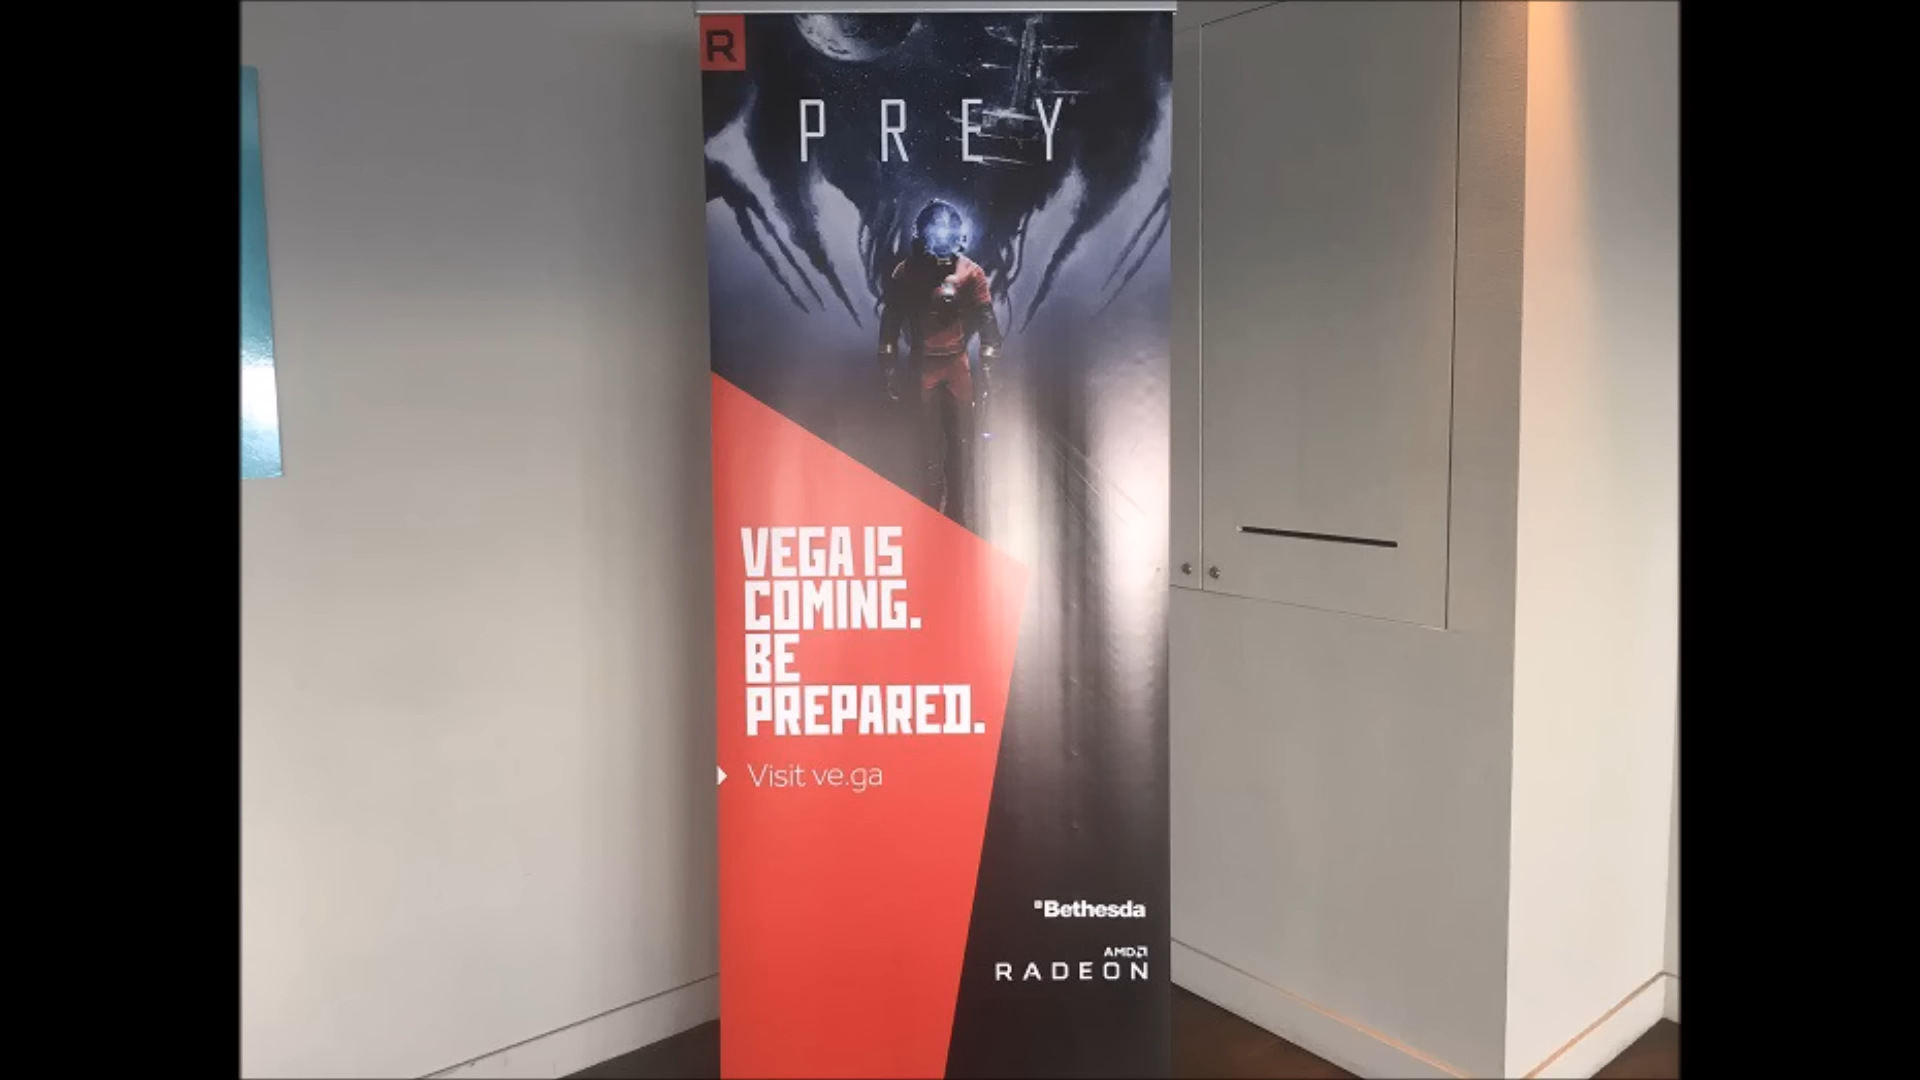 R
PREY
VEGA IS
COMING.
BE
PREPARED.
Visit ve.ga
Bethesda
AMD
RADEON